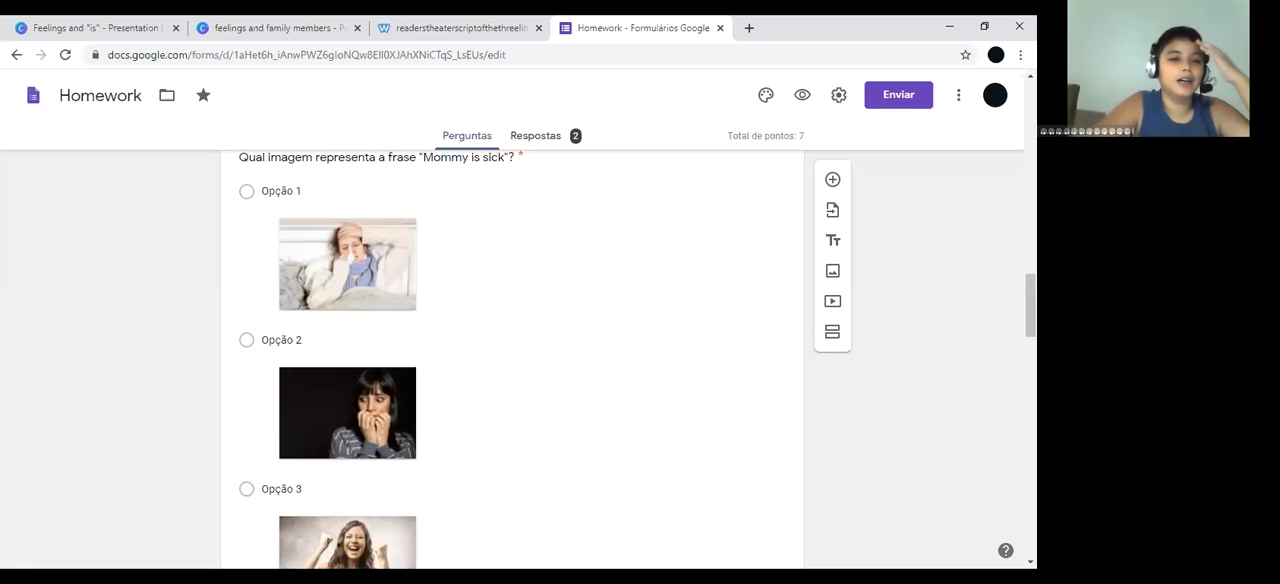 Feelings and "is" - Presentation
feelings and family members - P
readerstheaterscriptofthethreelit
Homework - Formulários Google
docs.google.com/forms/d/1aHet6h_iAnwPWZ6gIoNQw8EIl0XJAhXNiCTqS_LsEUs/edit
Homework
Enviar
Perguntas
Respostas 2
Total de pontos: 7
Qual imagem representa a frase "Mommy is sick"? *
Opção 1
Opção 2
Opção 3
Tт